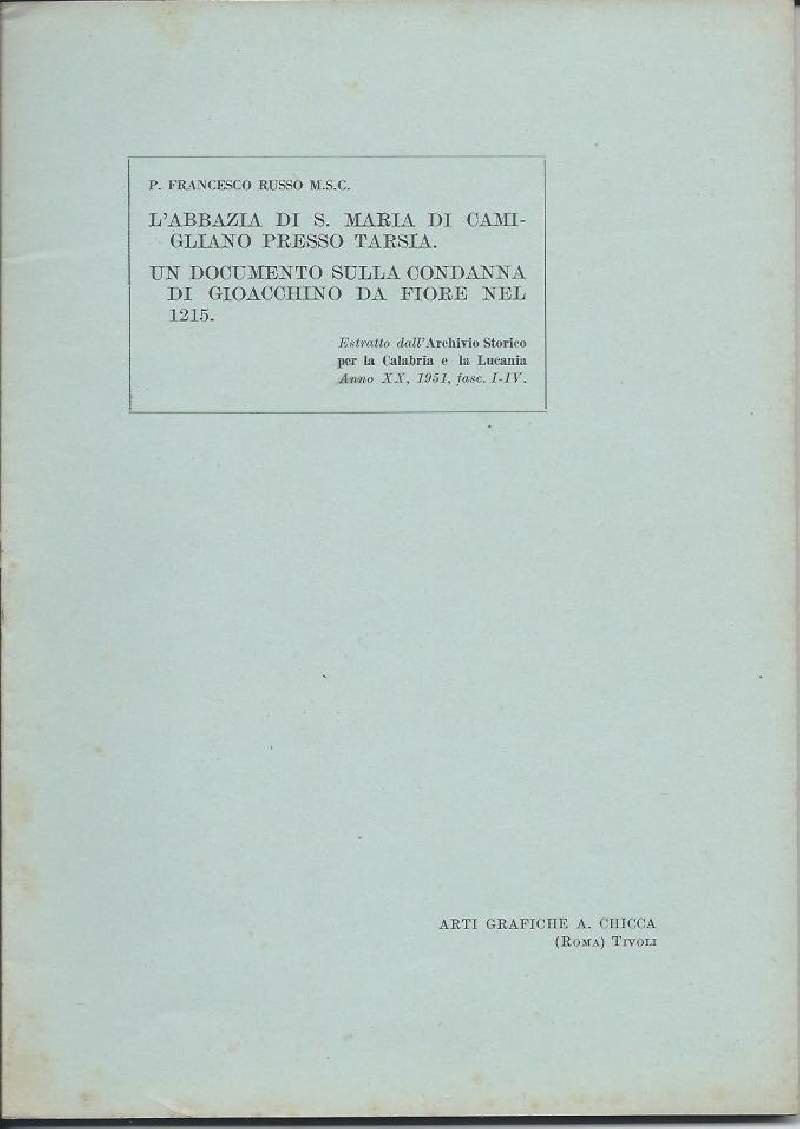 P. FRANCESCO RUSSO M.S.C.
L'ABBAZIA DI S. MARIA DI CAMI-
GLIANO PRESSO TARSIA.
UN DOCUMENTO SULLA CONDANNA
DI GIOACCHINO DA FIORE NEL
1215.
Estratto dall'Archivio Storico
per la Calabria e la Lucania
Anno XX, 1951, fasc. I-IV.
ARTI GRAFICHE A. CHICCA
(ROMA) TIVOLI